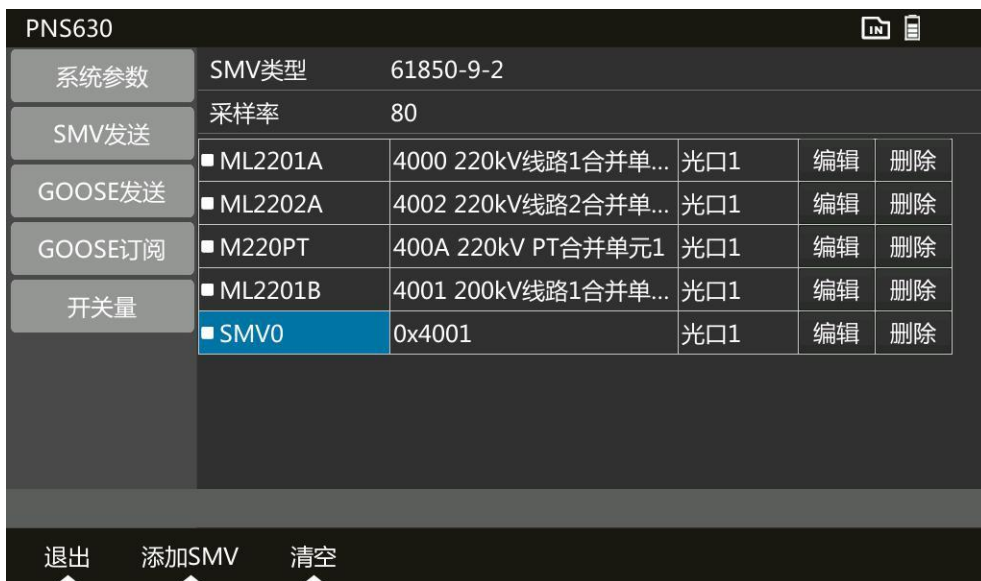 PNS630 IN
系统参数
SMV发送
GOOSE发送
GOOSE订阅
开关量
SMV类型 61850-9-2
采样率 80
ML2201A 4000 220kV线路1合并单... 光口1 编辑 删除
ML2202A 4002 220kV线路2合并单... 光口1 编辑 删除
M220PT 400A 220kV PT合并单元1 光口1 编辑 删除
ML2201B 4001 200kV线路1合并单... 光口1 编辑 删除
SMV0 0x4001 光口1 编辑 删除
退出 添加SMV 清空